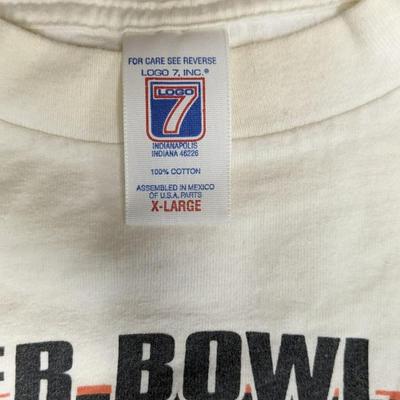 FOR CARE SEE REVERSE
LOGO 7, INC.®
LOGO
7
INDIANAPOLIS
INDIANA 46226
100% COTTON
ASSEMBLED IN MEXICO
OF U.S.A. PARTS
X-LARGE
ER BOWL